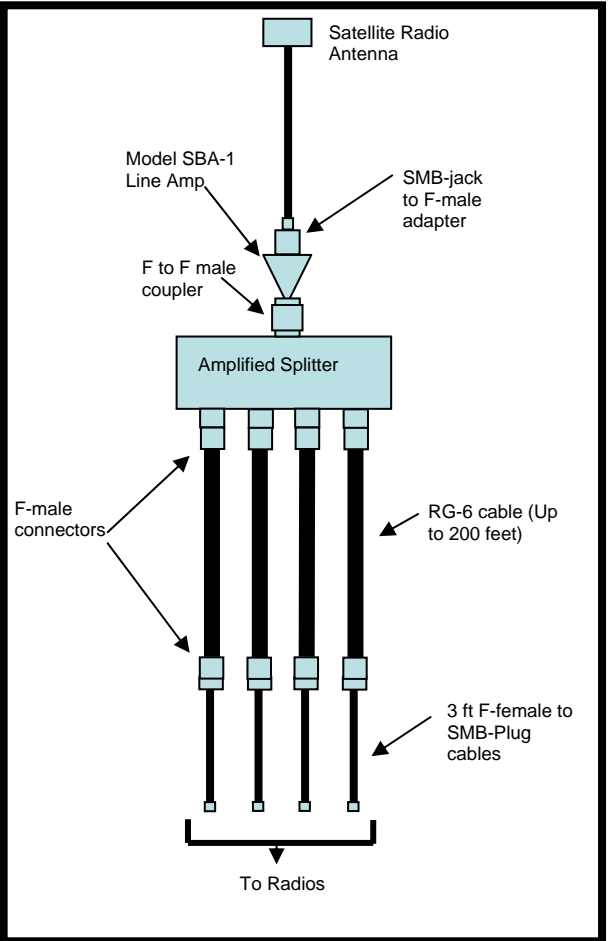 Satellite Radio
Antenna
Model SBA-1
Line Amp
SMB-jack
to F-male
adapter
F to F male
coupler
Amplified Splitter
F-male
connectors
RG-6 cable (Up
to 200 feet)
3 ft F-female to
SMB-Plug
cables
To Radios